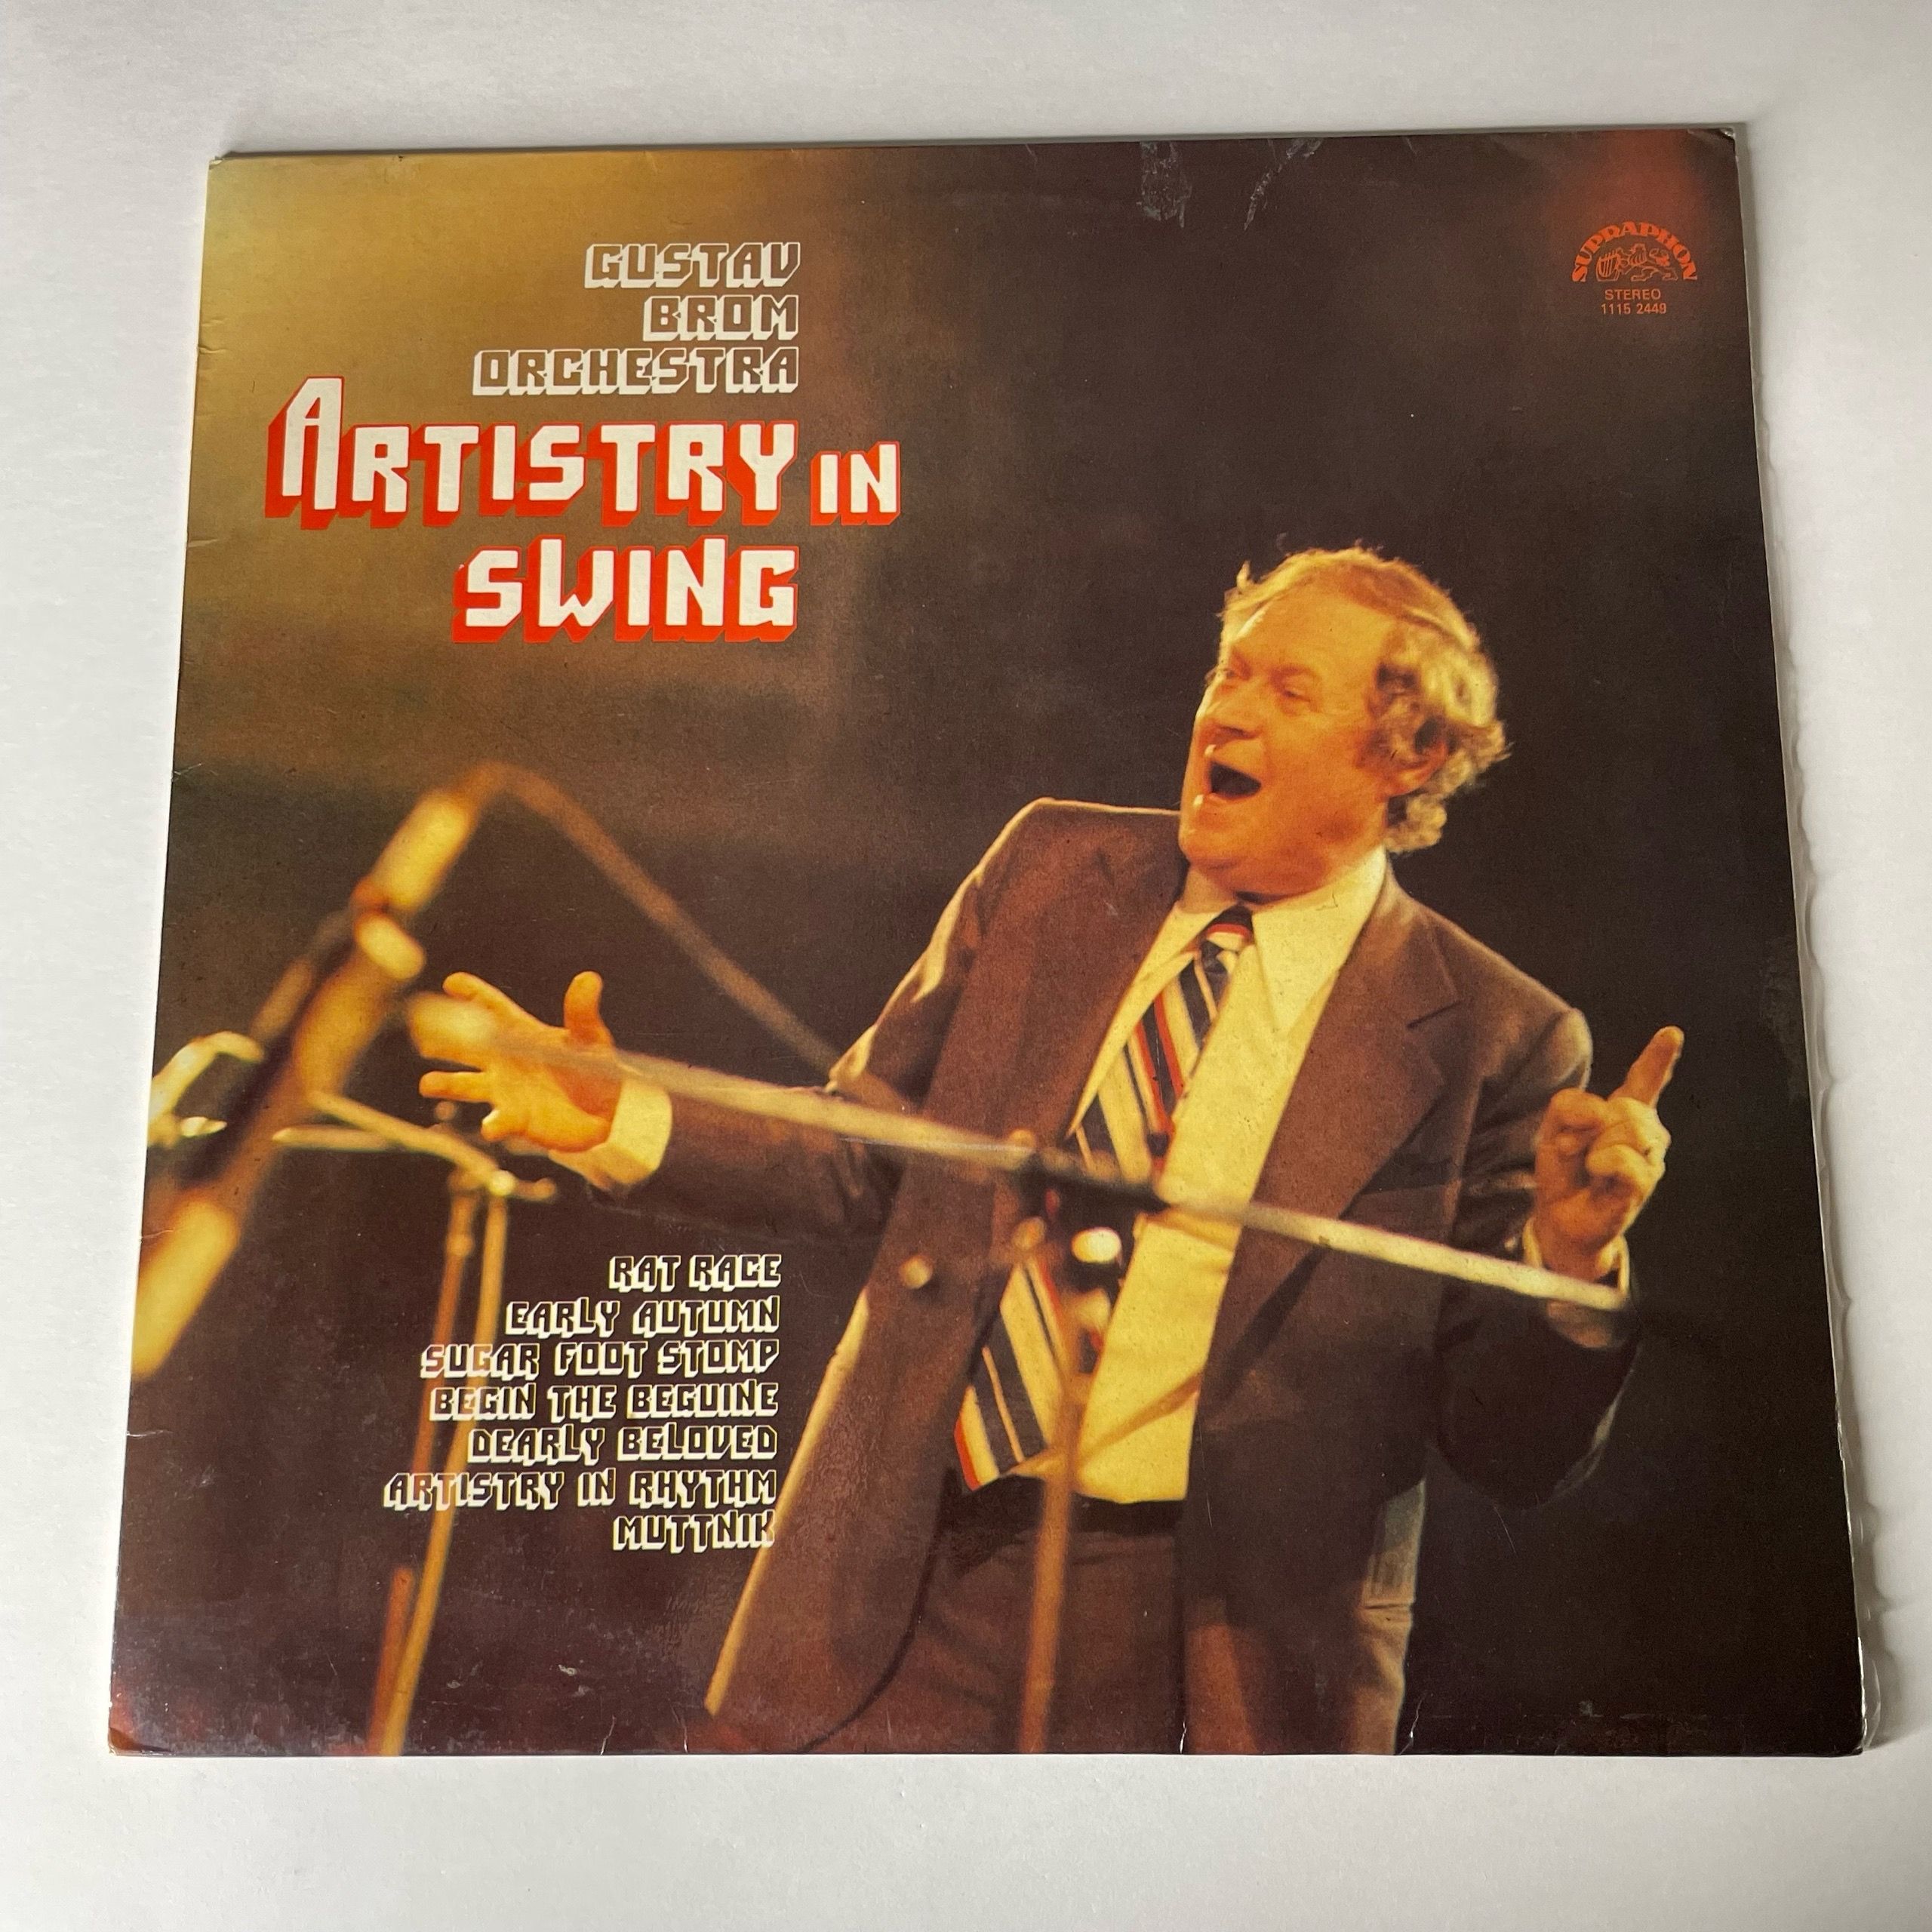 GUSTAV
BROM
ORCHESTRA
ARTISTRY IN
SWING
SUPRAPHON
STEREO
1115 2449
RAT RACE
EARLY AUTUMN
SUGAR FOOT STOMP
BEGIN THE BEGUINE
DEARLY BELOVED
ARTISTRY IN RHYTHM
MUTTNIK